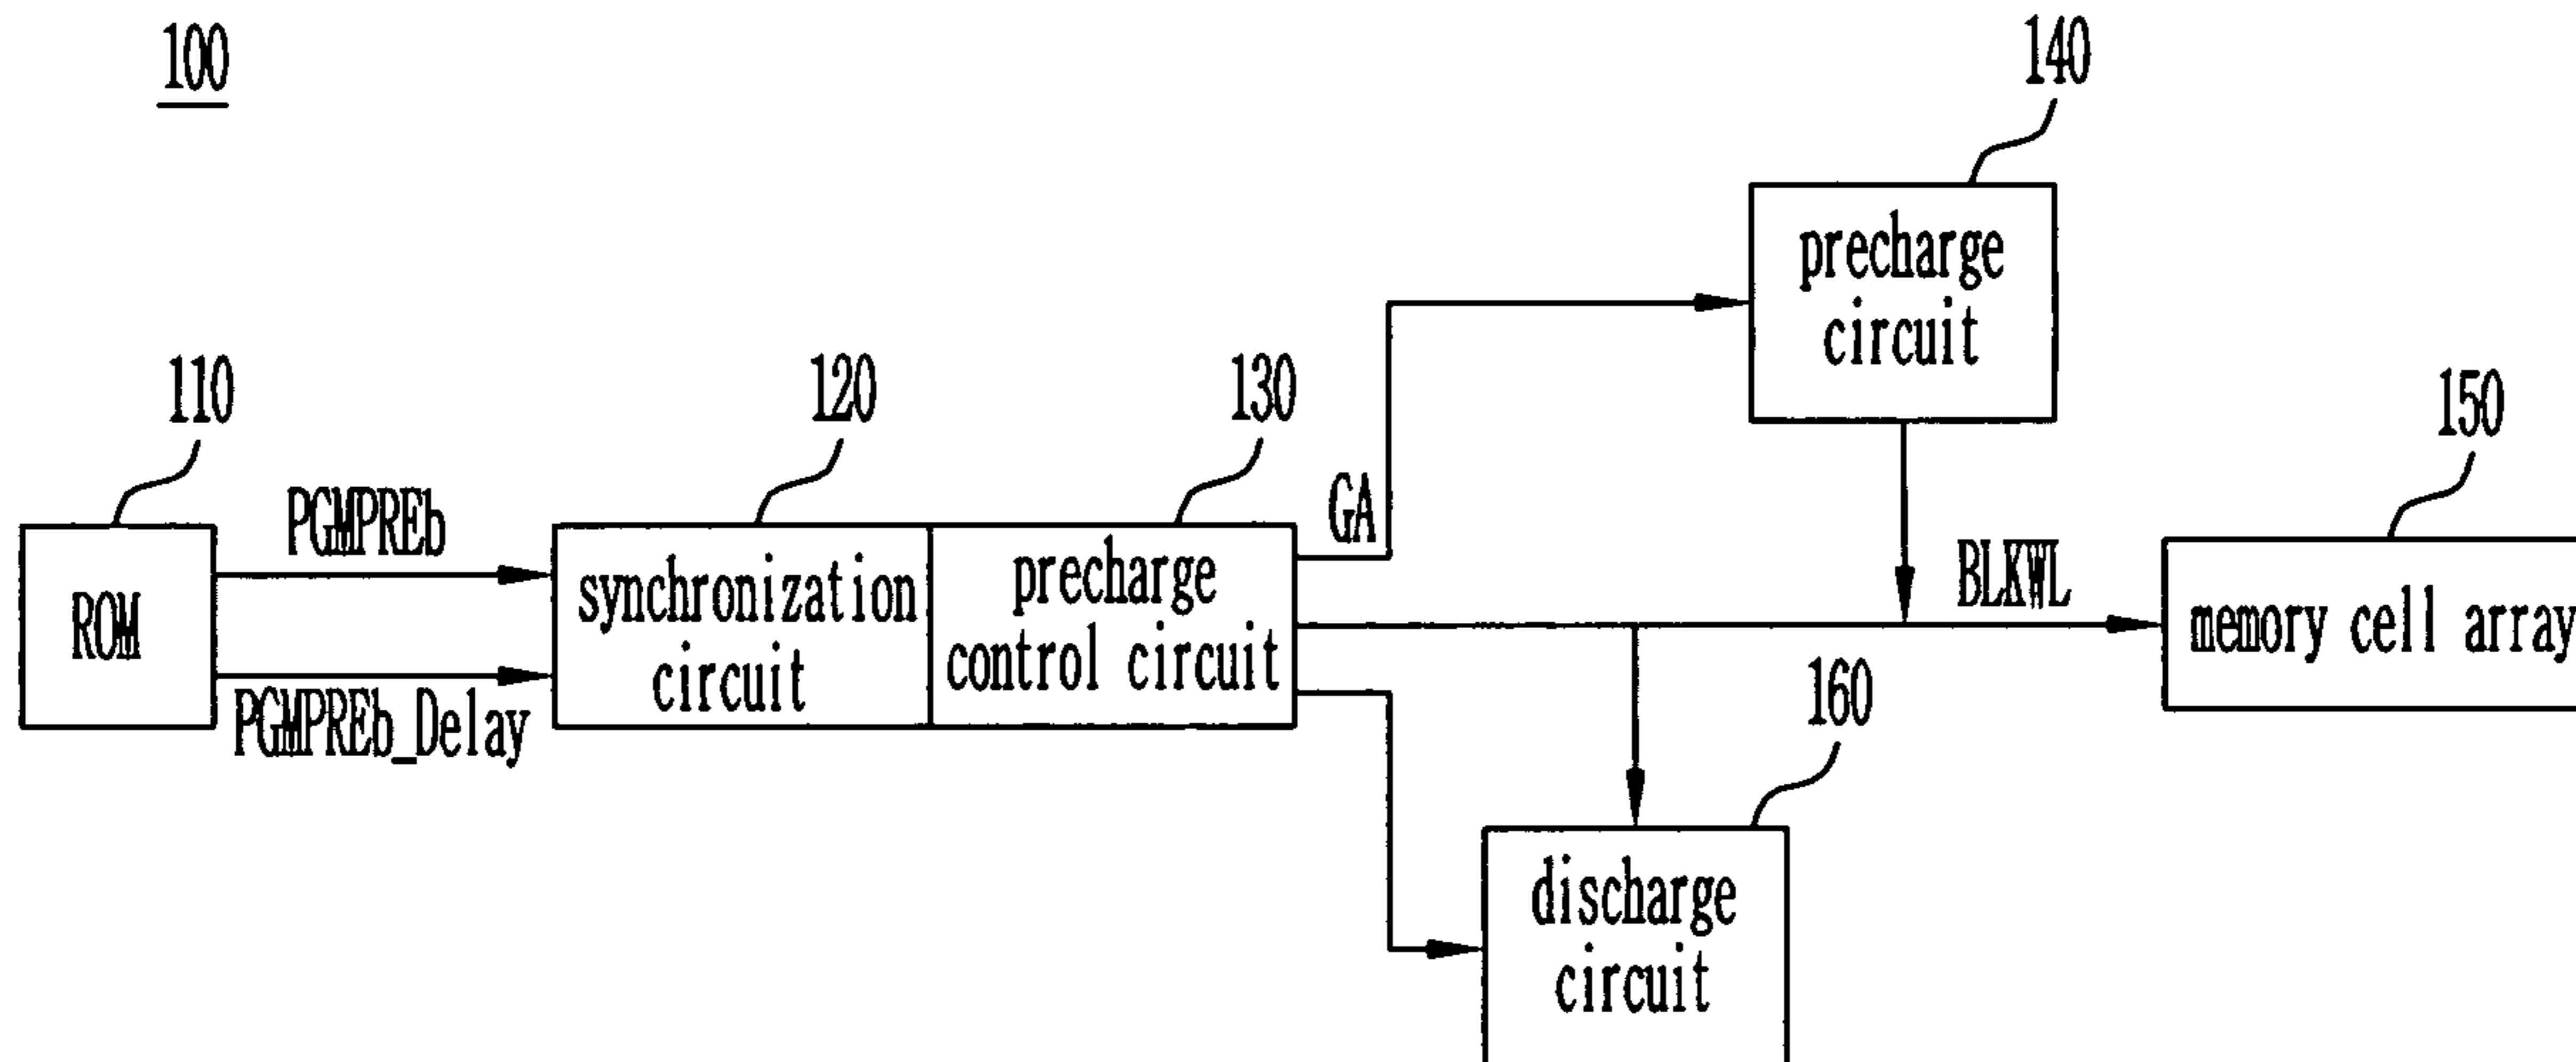 100
140
precharge
circuit
110
120
130
150
PGMPREb
GA
BLKWL
ROM
synchronization
circuit
precharge
control circuit
memory cell array
PGMPREb_Delay
160
discharge
circuit